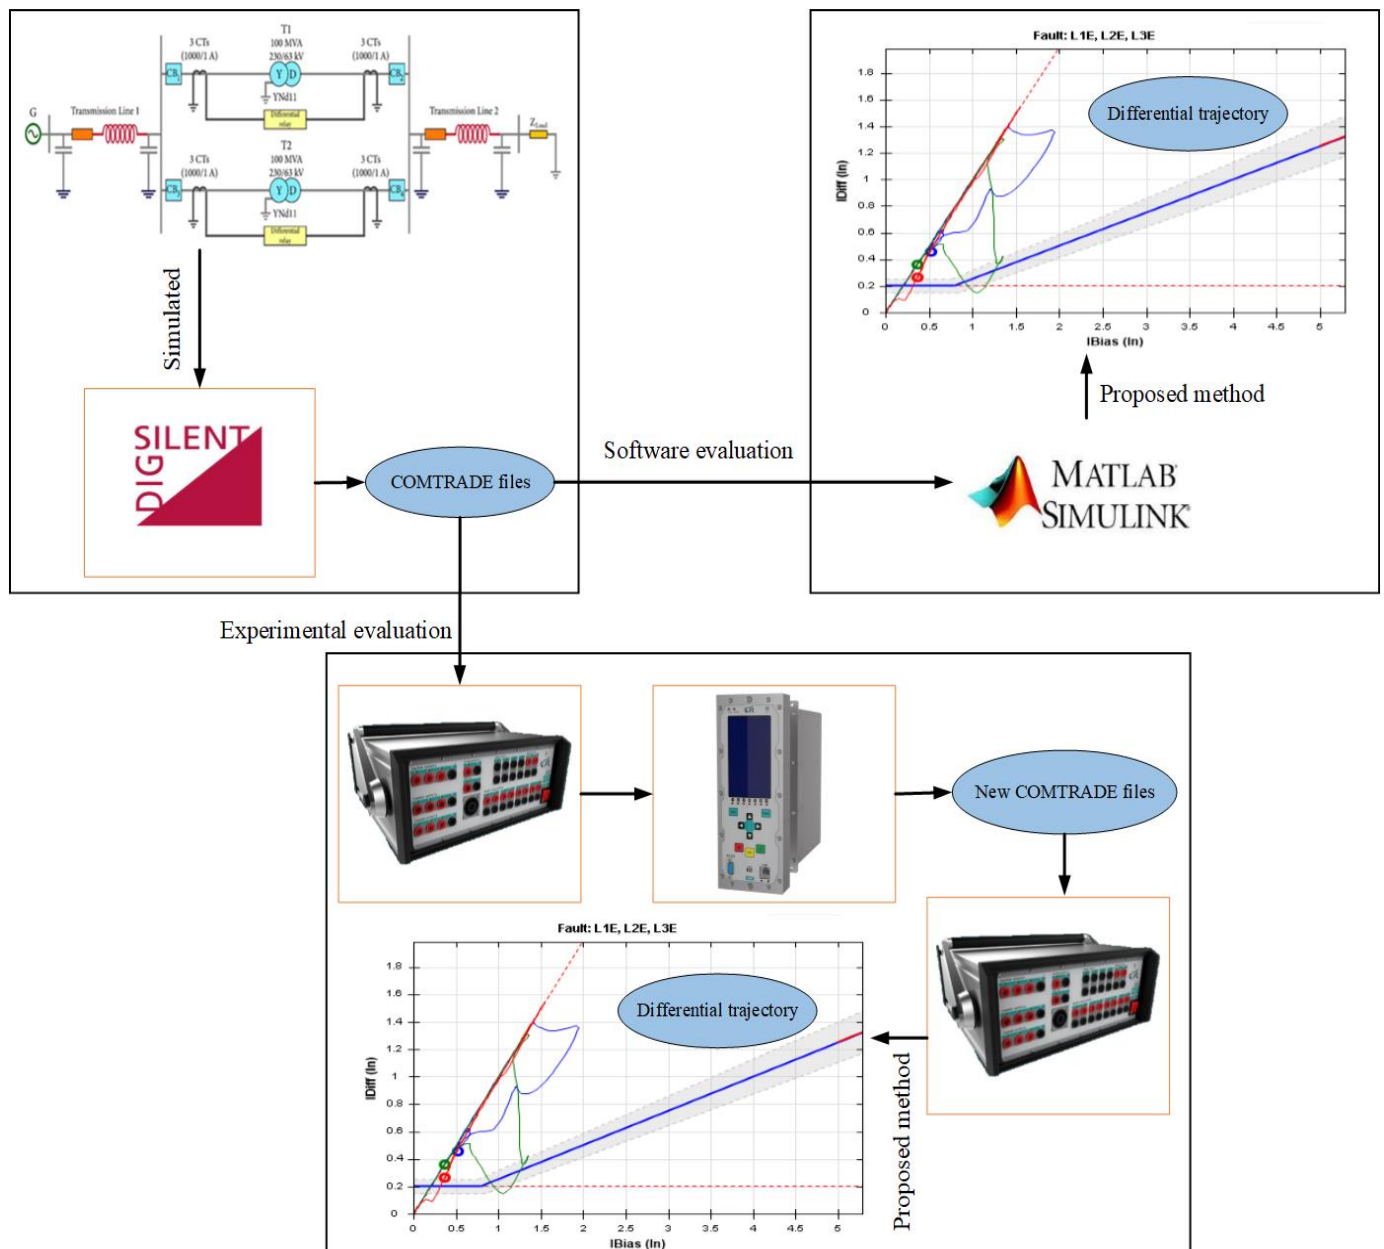 T1
100 MVA
230/63 kV
3 CTs
(1000/1 A)
3 CTs
(1000/1 A)
CB1
CB2
Y D
YNd11
Differential
relay
G
Transmission Line 1
Transmission Line 2
ZLoad
T2
100 MVA
230/63 kV
3 CTs
(1000/1 A)
3 CTs
(1000/1 A)
Y D
YNd11
Differential
relay
Simulated
DIG
SILENT
COMTRADE files
Software evaluation
Experimental evaluation
Fault: L1E, L2E, L3E
Differential trajectory
IDiff (In)
1.8
1.6
1.4
1.2
1
0.8
0.6
0.4
0.2
0
0 0.5 1 1.5 2 2.5 3 3.5 4 4.5 5
IBias (In)
Proposed method
MATLAB
SIMULINK
New COMTRADE files
Fault: L1E, L2E, L3E
Differential trajectory
IDiff (In)
1.8
1.6
1.4
1.2
1
0.8
0.6
0.4
0.2
0
0 0.5 1 1.5 2 2.5 3 3.5 4 4.5 5
IBias (In)
Proposed method